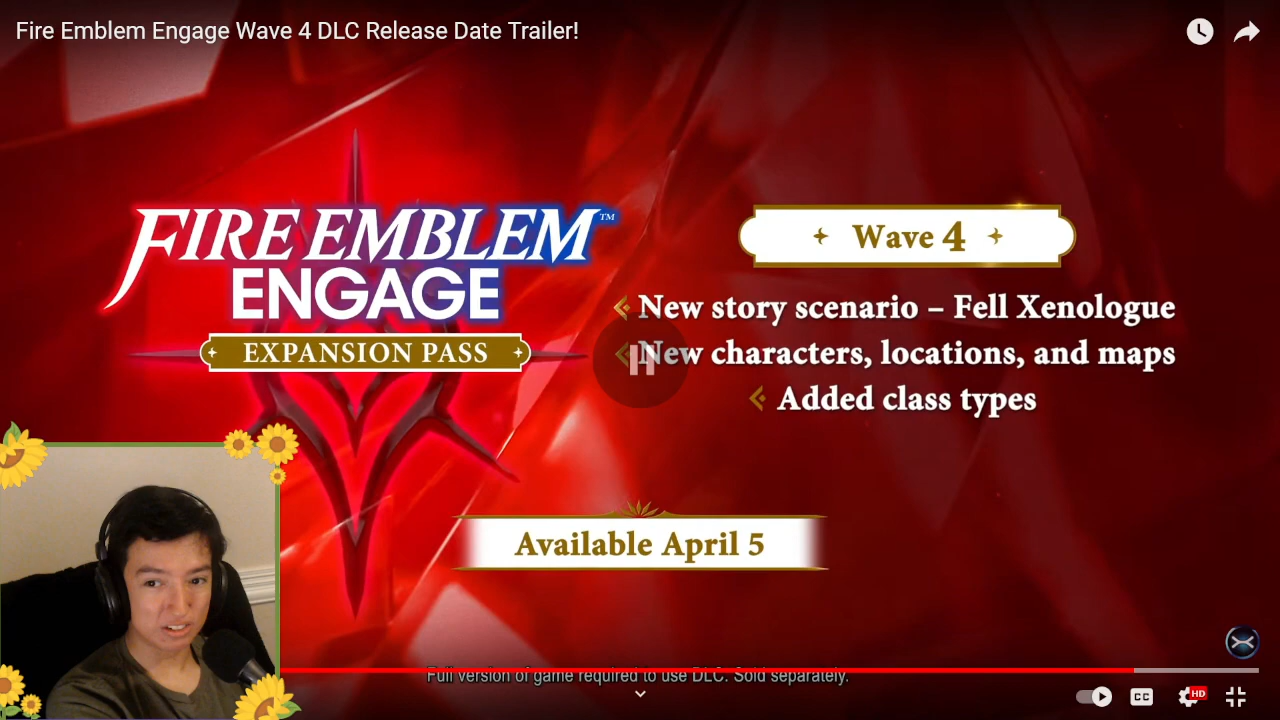 Fire Emblem Engage Wave 4 DLC Release Date Trailer!
FIRE EMBLEM™
ENGAGE
EXPANSION PASS
Wave 4
New story scenario – Fell Xenologue
New characters, locations, and maps
Added class types
Available April 5
Full version of game required to use DLC. Sold separately.
CC
HD